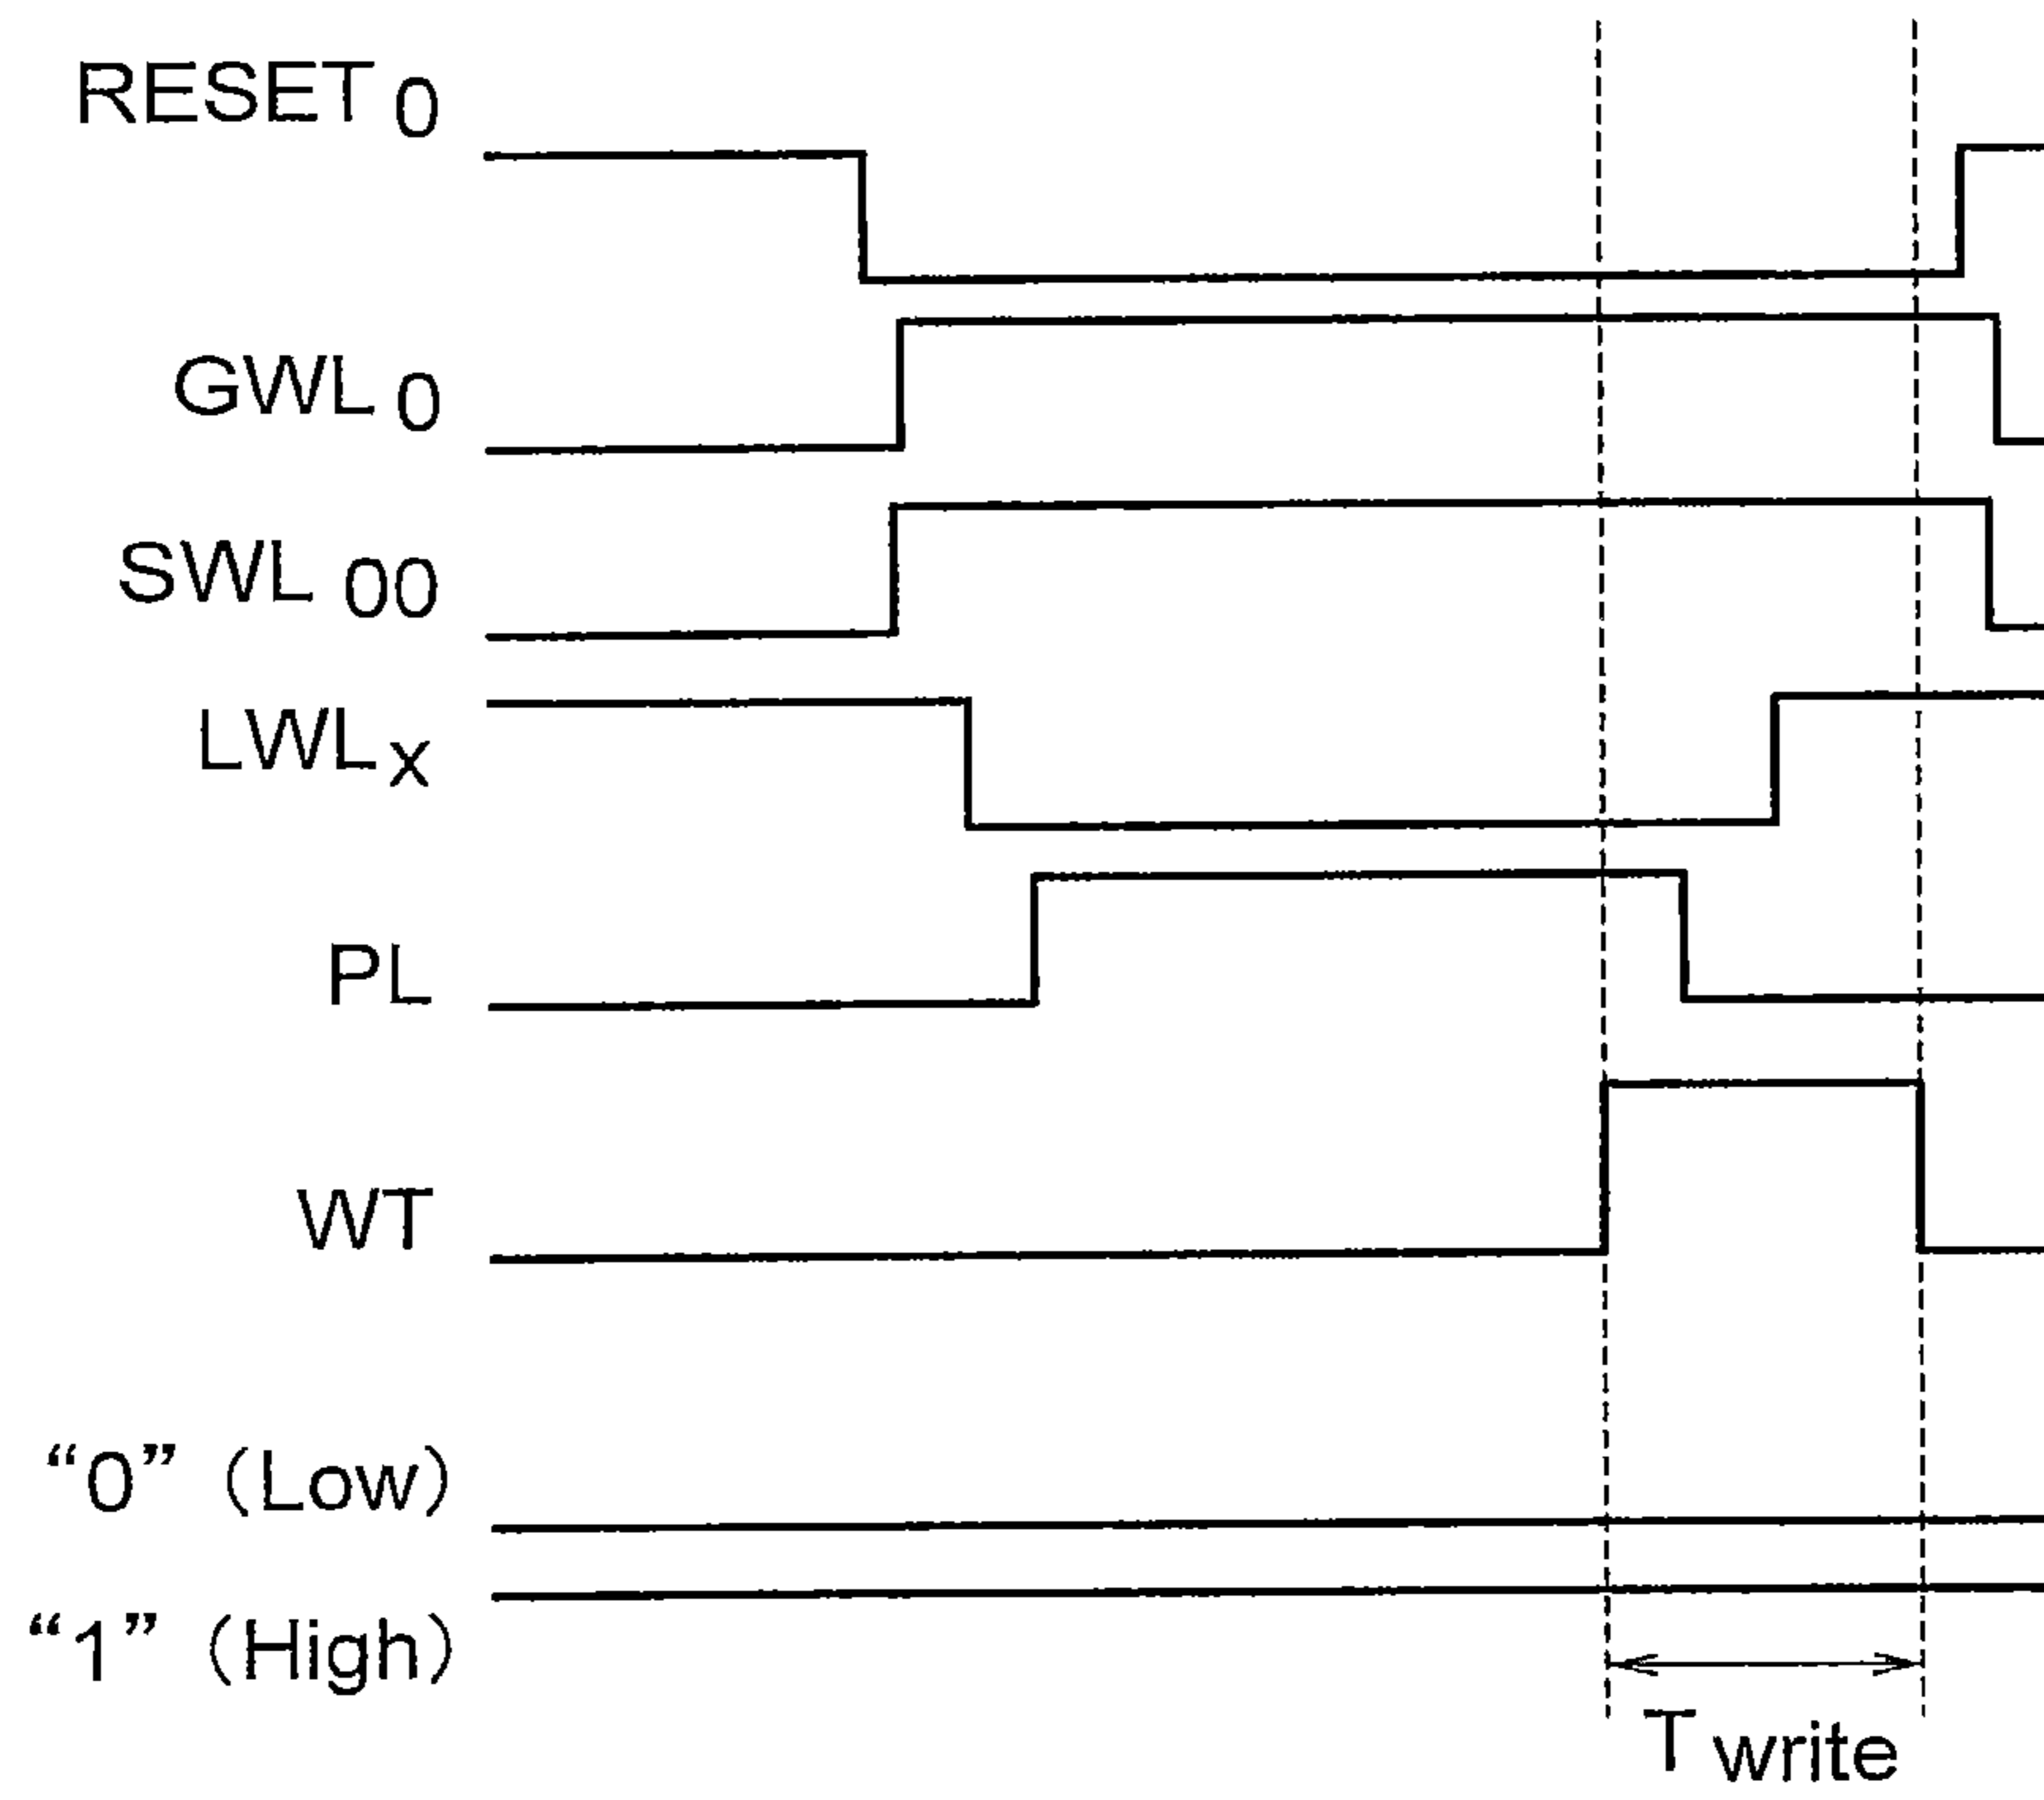 RESET 0
GWL 0
SWL 00
LWL x
PL
WT
“0” (Low)
“1” (High)
T write